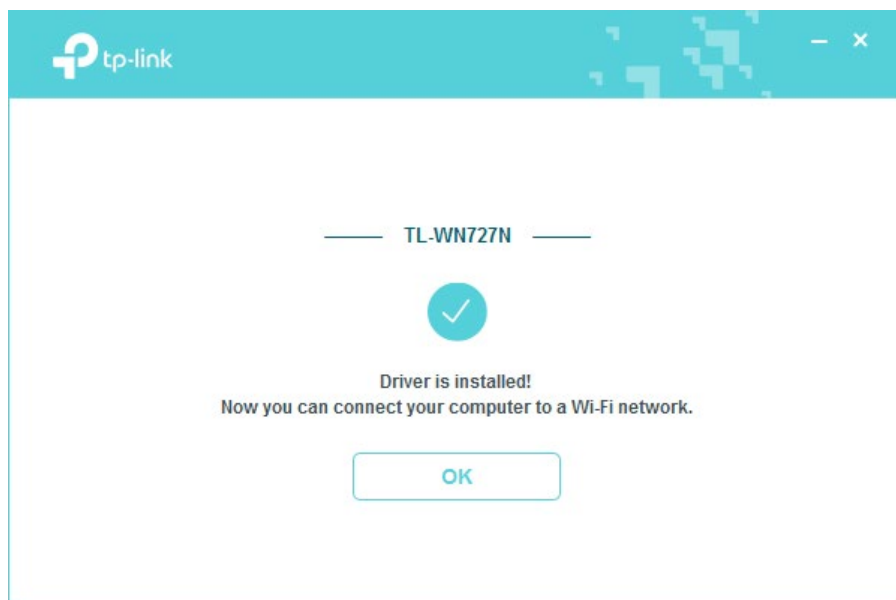 tp-link
TL-WN727N
Driver is installed!
Now you can connect your computer to a Wi-Fi network.
OK